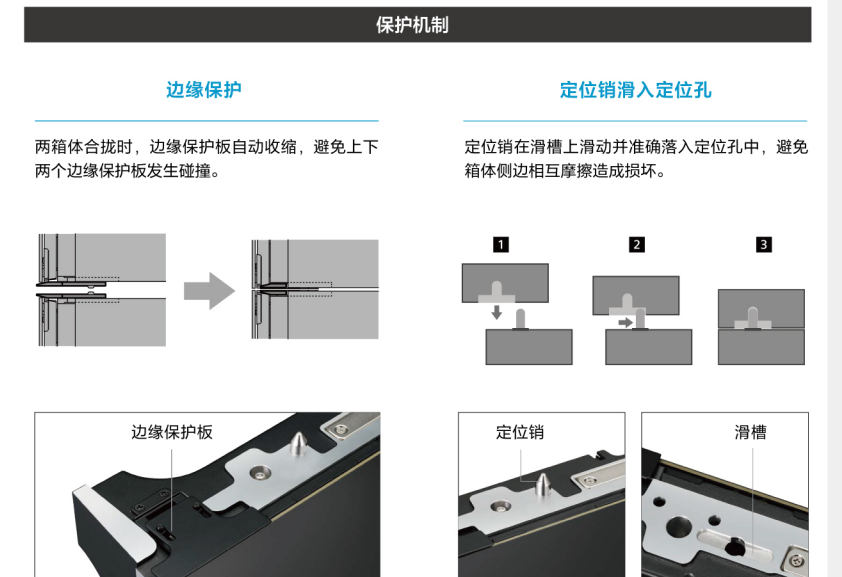 保护机制
边缘保护
两箱体合拢时，边缘保护板自动收缩，避免上下
两个边缘保护板发生碰撞。
定位销滑入定位孔
定位销在滑槽上滑动并准确落入定位孔中，避免
箱体侧边相互摩擦造成损坏。
1
2
3
边缘保护板
定位销
滑槽